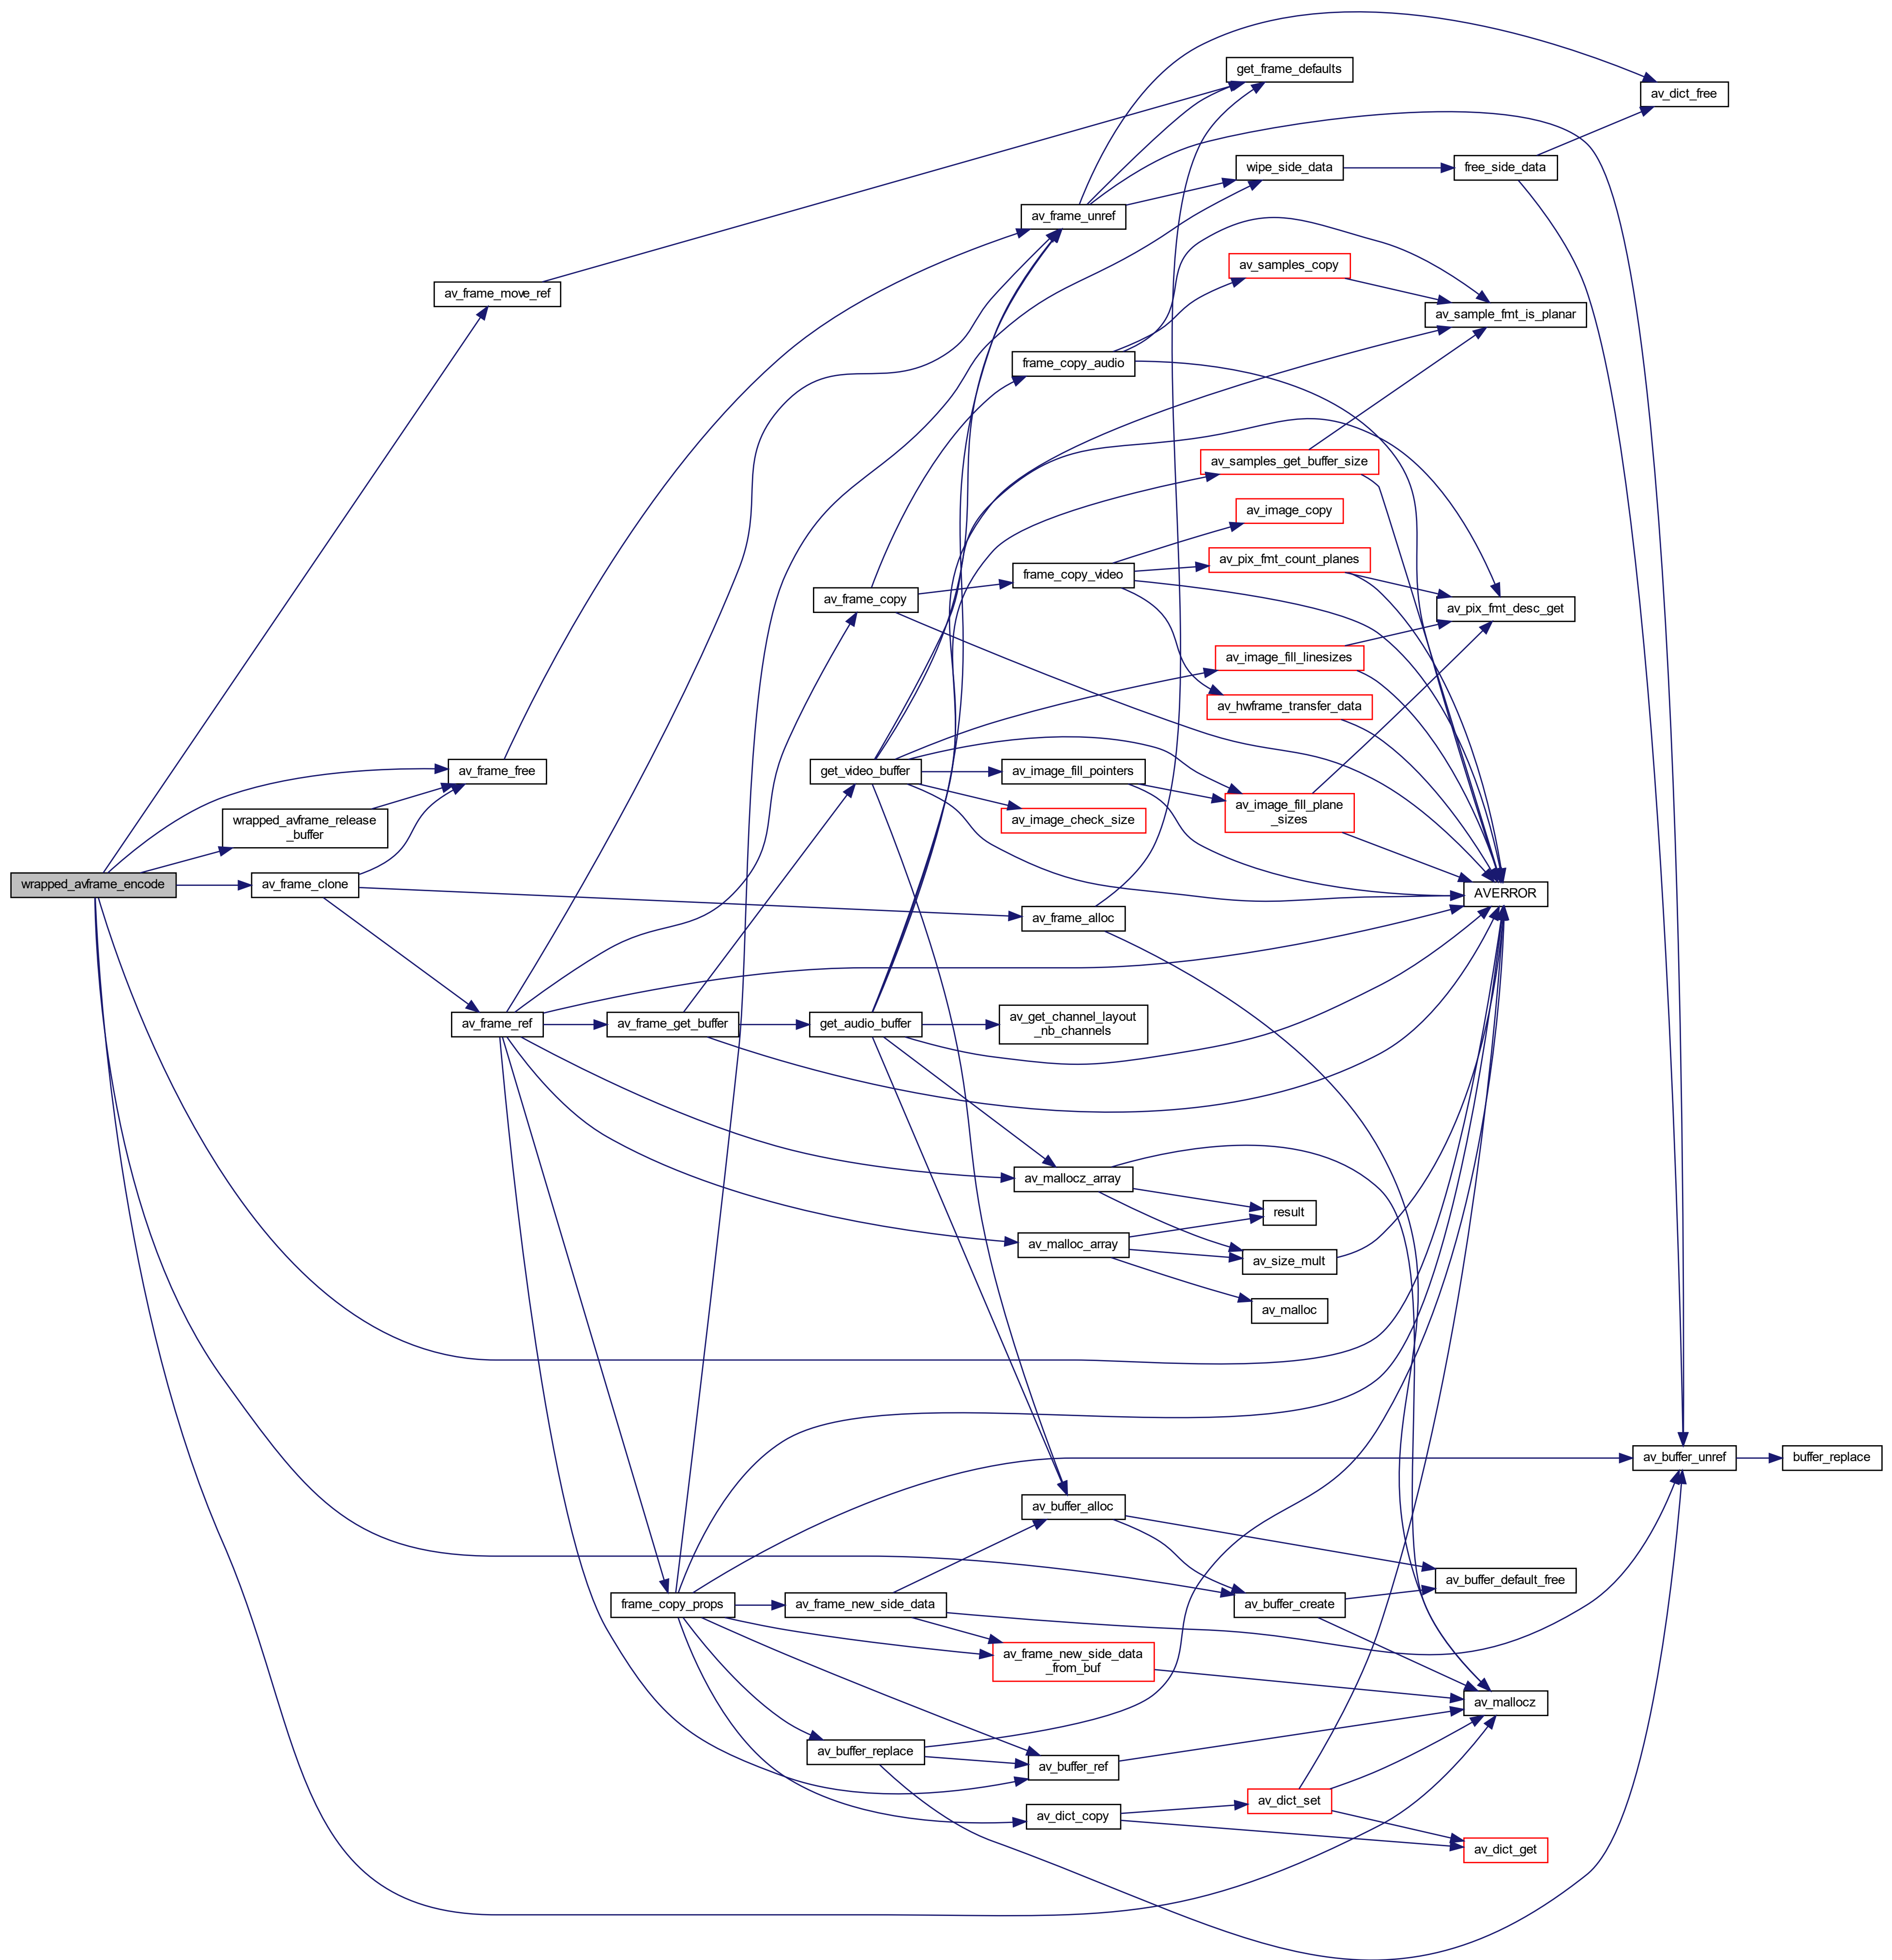 get_frame_defaults
av_dict_free
wipe_side_data
free_side_data
av_frame_unref
av_samples_copy
av_frame_move_ref
av_sample_fmt_is_planar
frame_copy_audio
av_samples_get_buffer_size
av_image_copy
av_pix_fmt_count_planes
frame_copy_video
av_frame_copy
av_pix_fmt_desc_get
av_image_fill_linesizes
av_hwframe_transfer_data
av_frame_free
get_video_buffer
av_image_fill_pointers
av_image_fill_plane
_sizes
wrapped_avframe_release
_buffer
av_image_check_size
wrapped_avframe_encode
av_frame_clone
AVERROR
av_frame_alloc
av_frame_ref
av_frame_get_buffer
get_audio_buffer
av_get_channel_layout
_nb_channels
av_mallocz_array
result
av_malloc_array
av_size_mult
av_malloc
av_buffer_unref
buffer_replace
av_buffer_alloc
av_buffer_default_free
frame_copy_props
av_frame_new_side_data
av_buffer_create
av_frame_new_side_data
_from_buf
av_mallocz
av_buffer_replace
av_buffer_ref
av_dict_set
av_dict_copy
av_dict_get